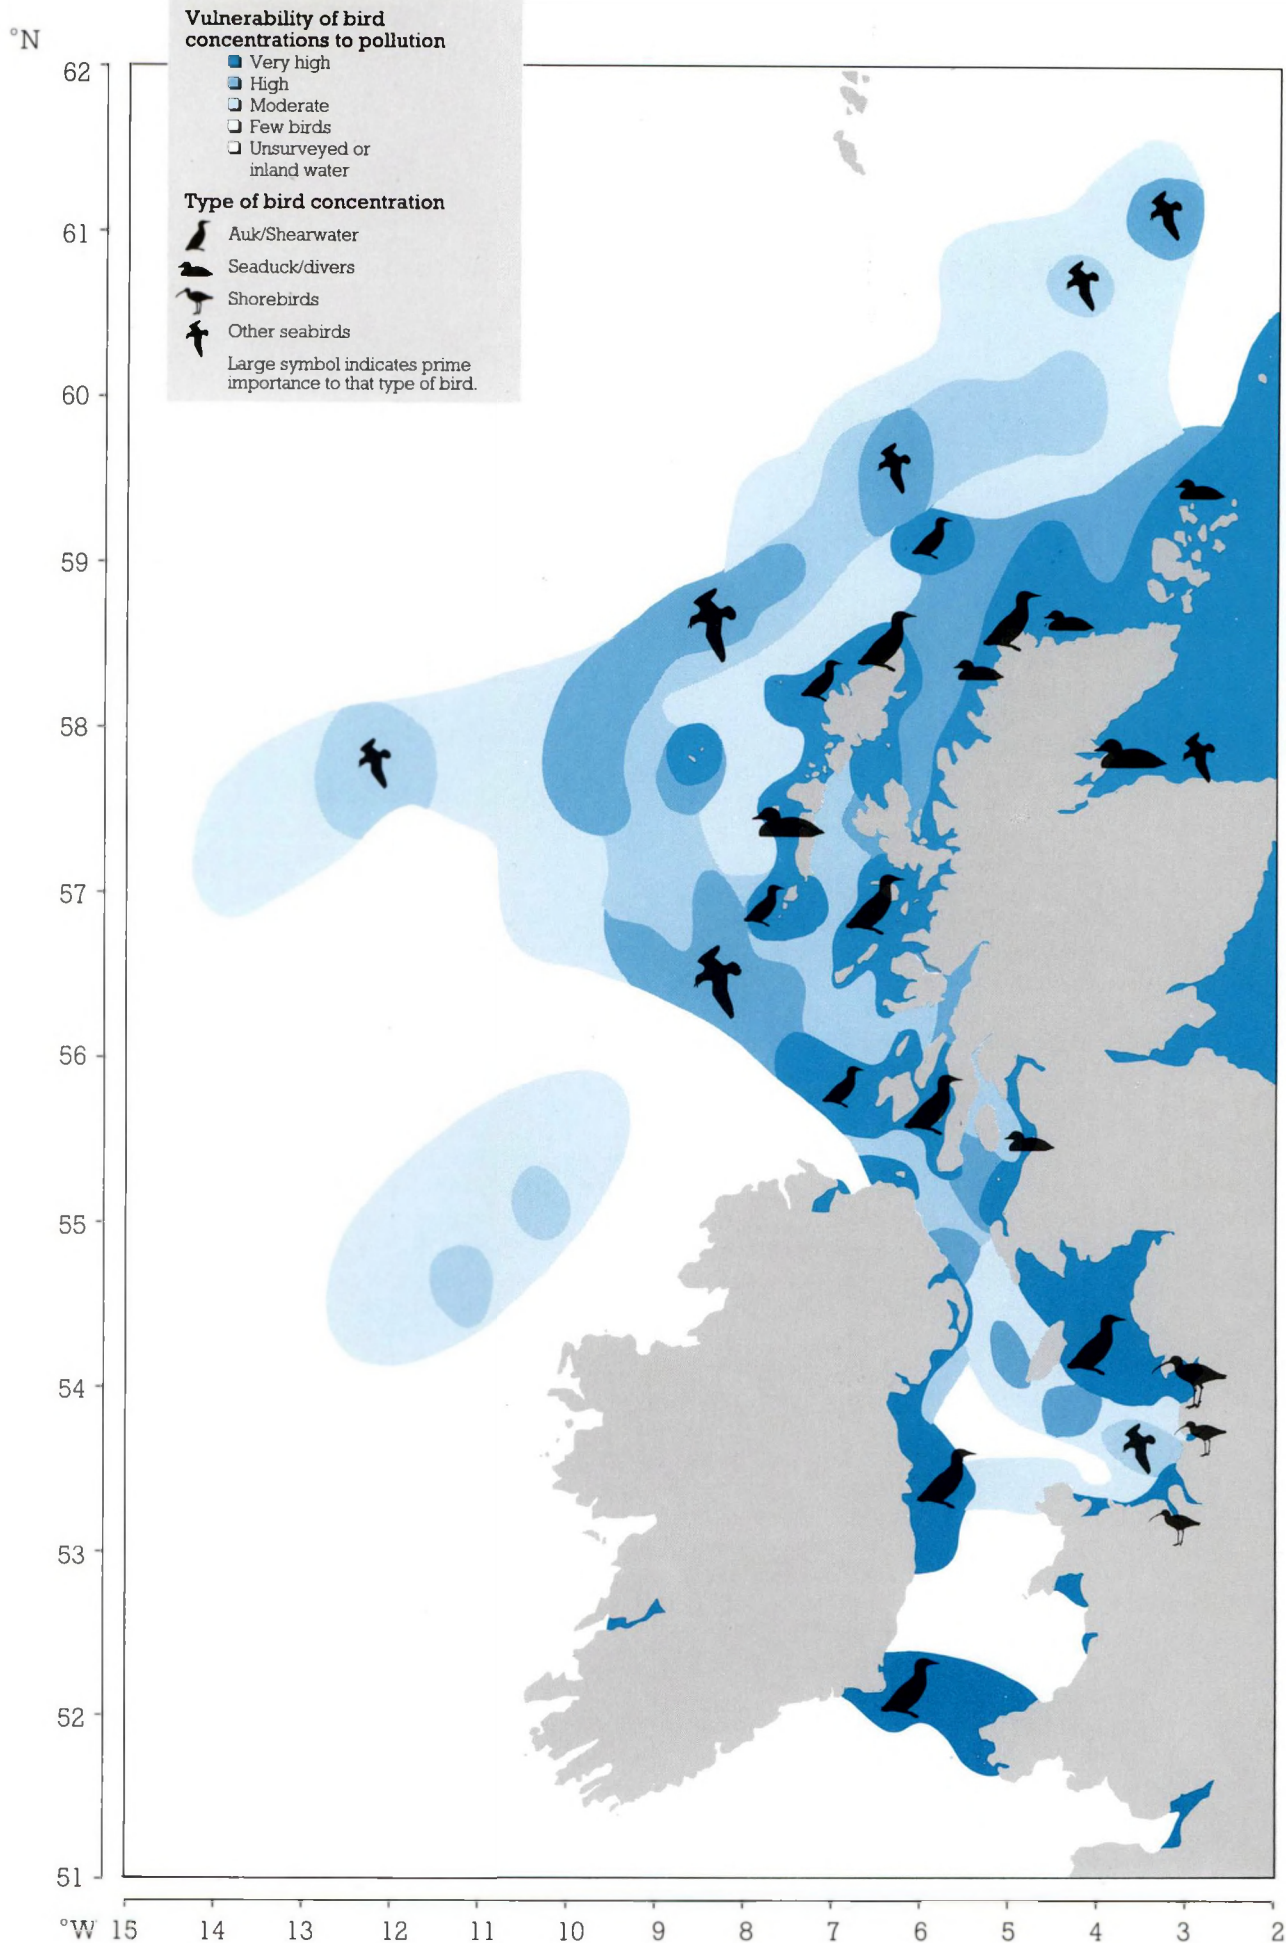 Vulnerability of bird
concentrations to pollution
Very high
High
Moderate
Few birds
Unsurveyed or
inland water
Type of bird concentration
Auk/Shearwater
Seaduck/divers
Shorebirds
Other seabirds
Large symbol indicates prime
importance to that type of bird.
°N
62
61
60
59
58
57
56
55
54
53
52
51
°W 15 14 13 12 11 10 9 8 7 6 5 4 3 2